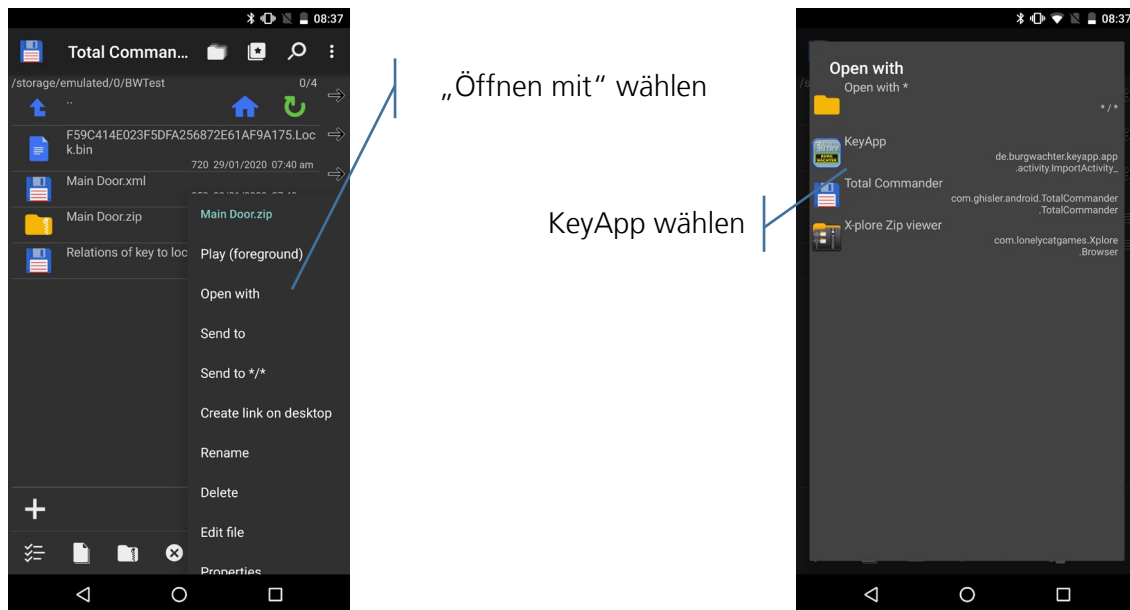 08:37
Total Comman...
/storage/emulated/0/BWTest 0/4
..
F59C414E023F5DFA256872E61AF9A175.Loc
k.bin
720 29/01/2020 07:40 am
Main Door.xml
Main Door.zip
Relations of key to loc
Main Door.zip
Play (foreground)
Open with
Send to
Send to */*
Create link on desktop
Rename
Delete
Edit file
Properties
„Öffnen mit“ wählen
KeyApp wählen
08:37
Open with
Open with *
*/*
KeyApp
de.burgwachter.keyapp.app
.activity.ImportActivity_
Total Commander
com.ghisler.android.TotalCommander
.TotalCommander
X-plore Zip viewer
com.lonelycatgames.Xplore
.Browser